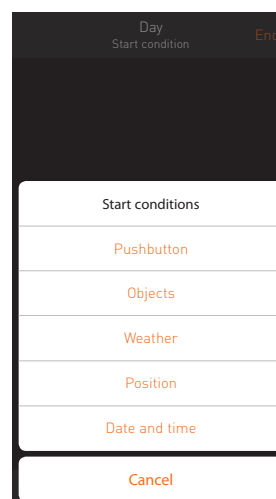 Day
Start condition
Start conditions
Pushbutton
Objects
Weather
Position
Date and time
Cancel